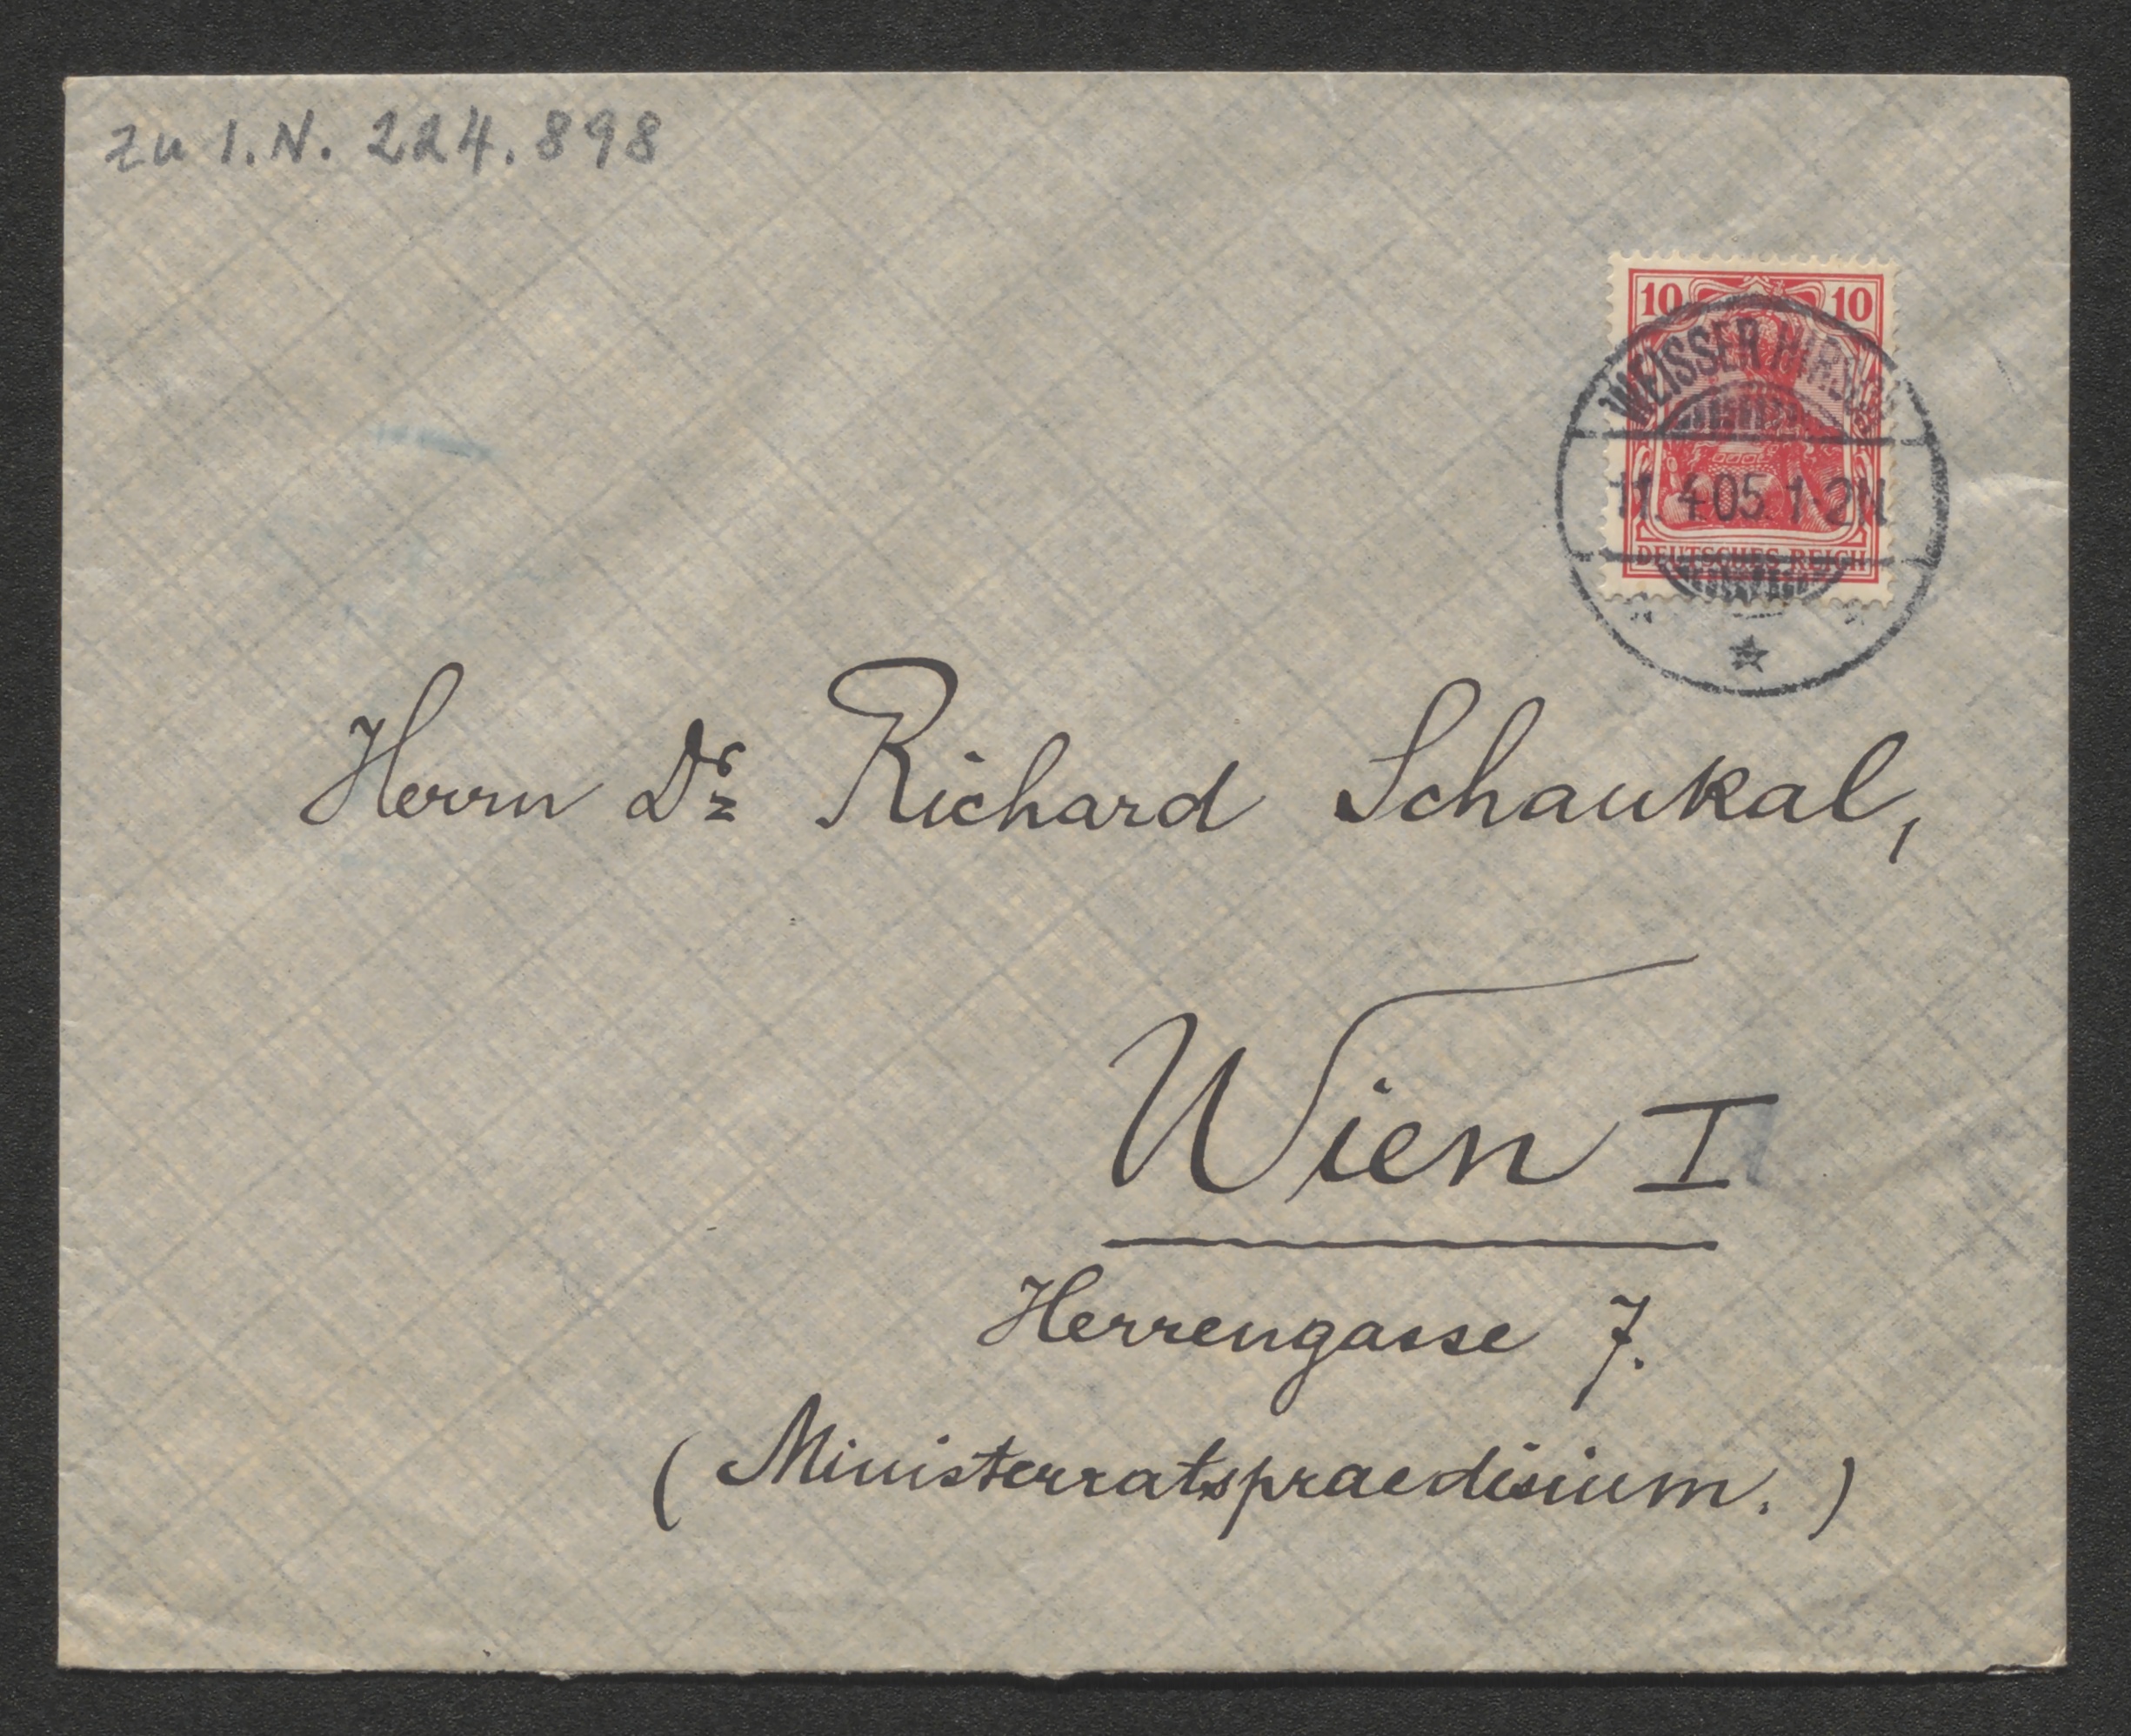 zu I.N. 224.898
10 10
WEISSER HIRSCH
11.4.05. 1-2N
DEUTSCHES REICH
Herrn Dr. Richard Schaukal,
Wien I
Herrengasse 7.
(Ministerratspraedisium.)